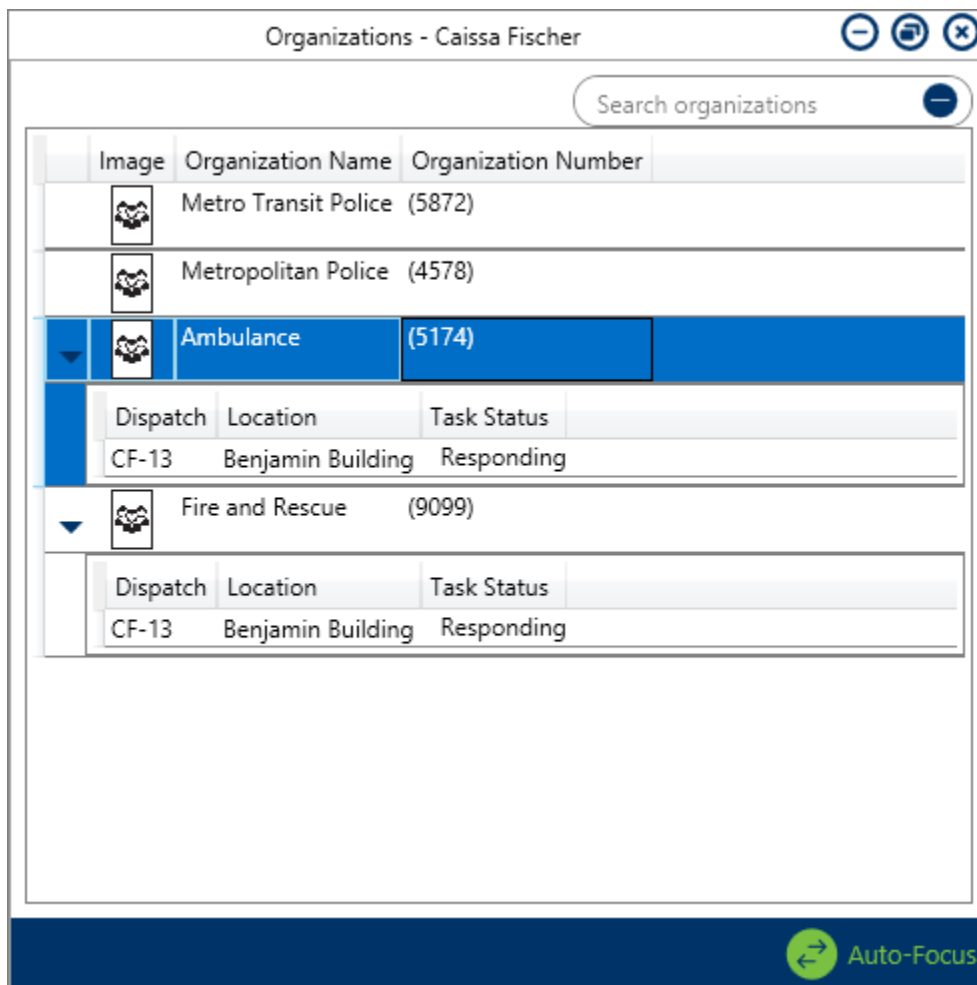 Organizations - Caissa Fischer
Search organizations
Image Organization Name Organization Number
Metro Transit Police (5872)
Metropolitan Police (4578)
Ambulance (5174)
Dispatch Location Task Status
CF-13 Benjamin Building Responding
Fire and Rescue (9099)
Dispatch Location Task Status
CF-13 Benjamin Building Responding
Auto-Focus